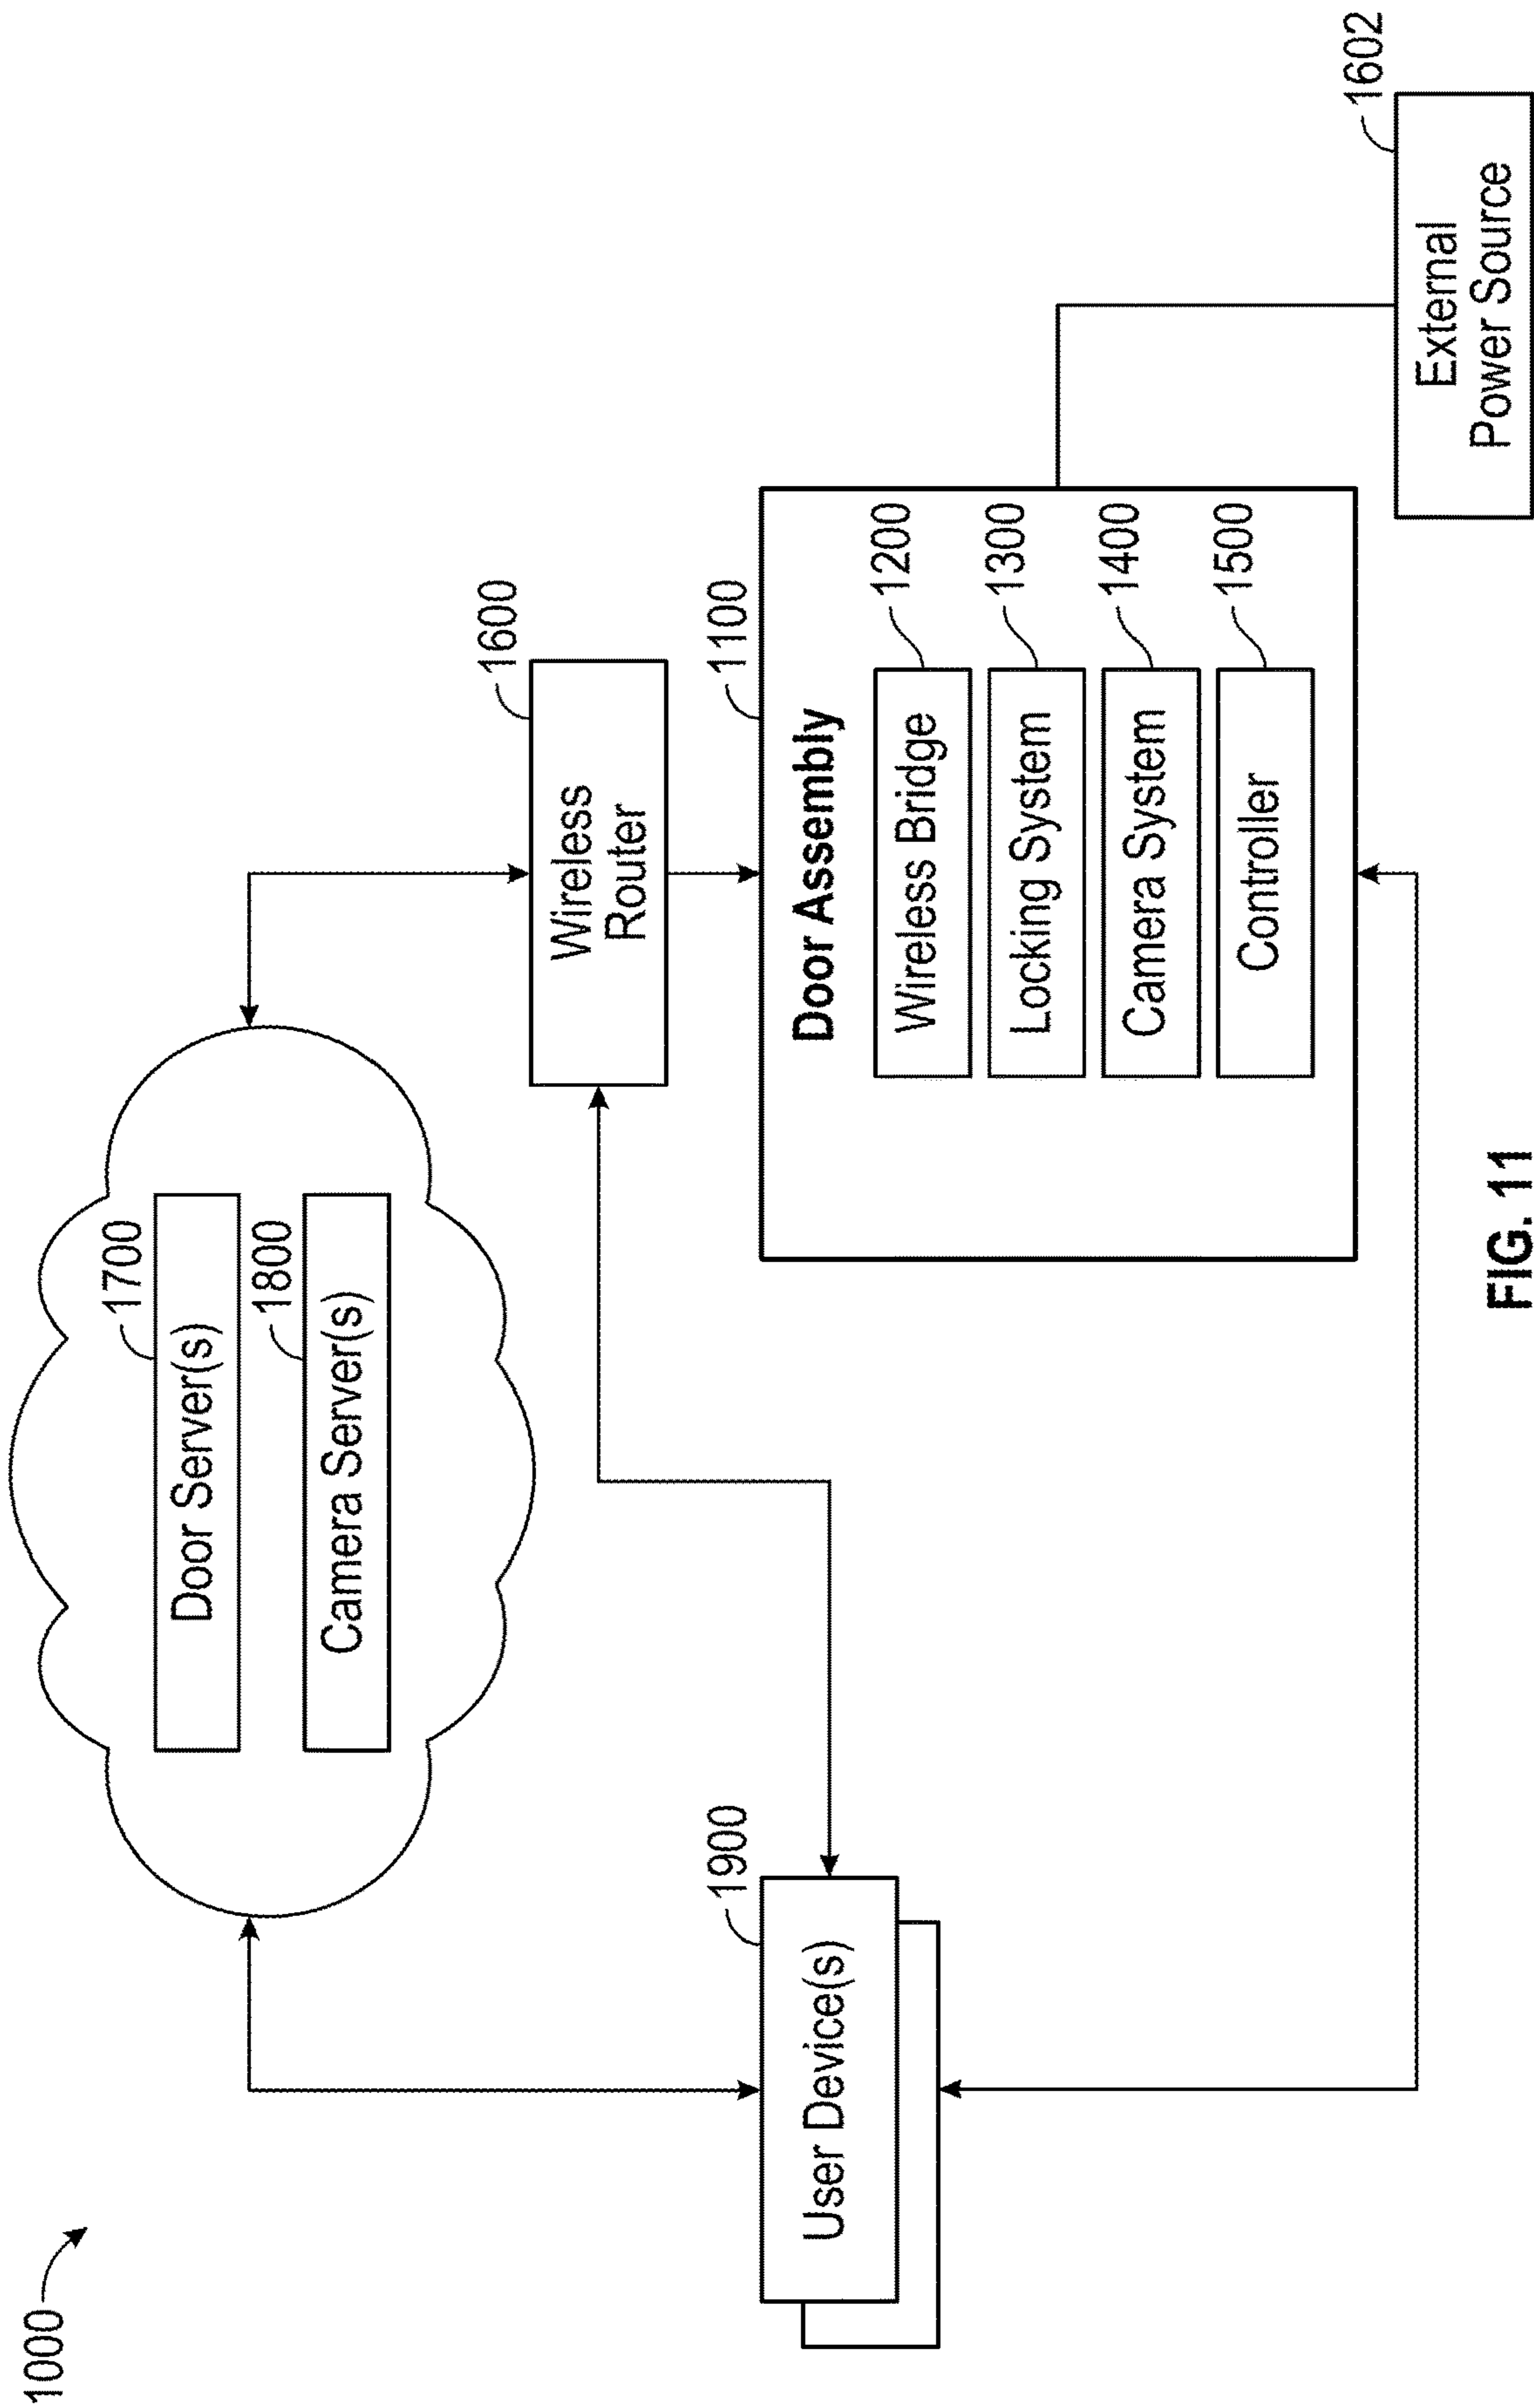 1000
1700
Door Server(s)
1800
Camera Server(s)
1600
Wireless
Router
1900
User Device(s)
1100
Door Assembly
Wireless Bridge
1200
Locking System
1300
Camera System
1400
Controller
1500
1602
External
Power Source
FIG. 11